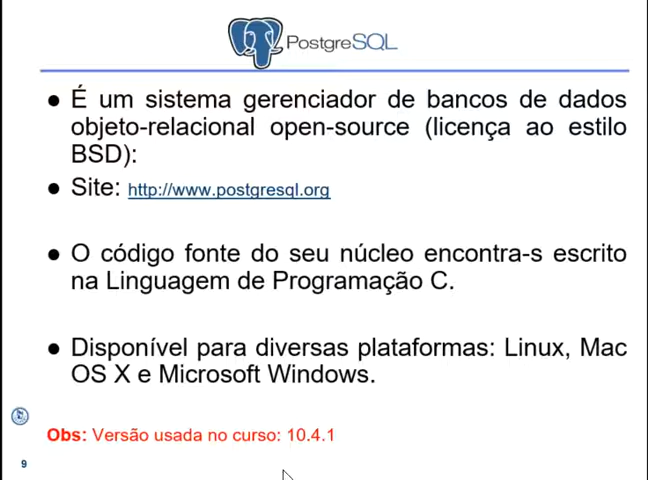 PostgreSQL
● É um sistema gerenciador de bancos de dados
objeto-relacional open-source (licença ao estilo
BSD):
● Site: http://www.postgresql.org
● O código fonte do seu núcleo encontra-s escrito
na Linguagem de Programação C.
● Disponível para diversas plataformas: Linux, Mac
OS X e Microsoft Windows.
Obs: Versão usada no curso: 10.4.1
9